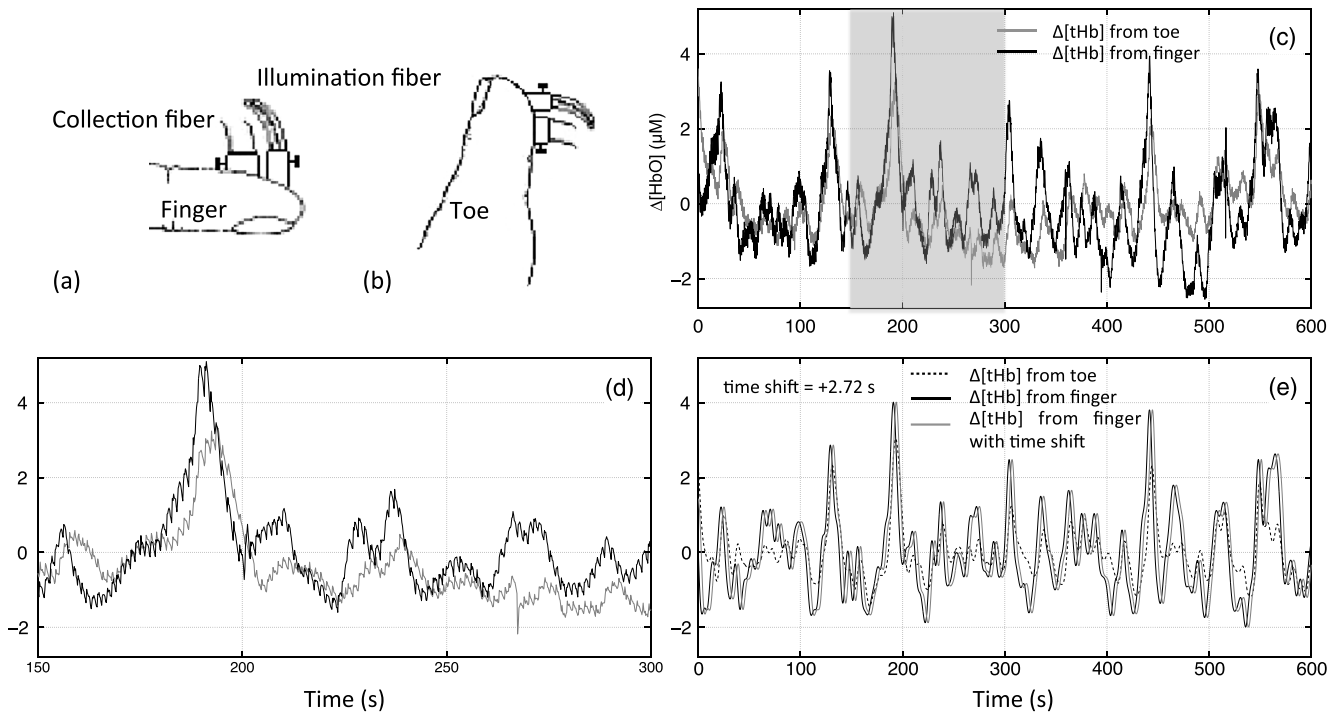 Illumination fiber
Collection fiber
Finger
Toe
(a)
(b)
(c)
Δ[tHb] from toe
Δ[tHb] from finger
Δ[HbO] (μM)
4
2
0
−2
0 100 200 300 400 500 600
(d)
4
2
0
−2
150 200 250 300
Time (s)
(e)
time shift = +2.72 s
Δ[tHb] from toe
Δ[tHb] from finger
Δ[tHb] from finger
with time shift
4
2
0
−2
0 100 200 300 400 500 600
Time (s)